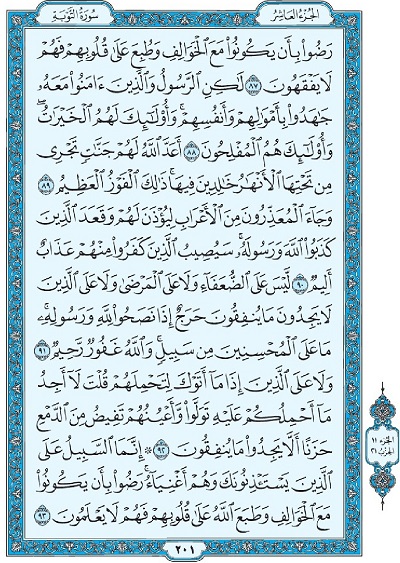 الجزء العاشر
سورة التوبة
رَضُوا۟ بِأَن يَكُونُوا۟ مَعَ ٱلْخَوَالِفِ وَطُبِعَ عَلَىٰ قُلُوبِهِمْ فَهُمْ
لَا يَفْقَهُونَ ٨٧ لَٰكِنِ ٱلرَّسُولُ وَٱلَّذِينَ ءَامَنُوا۟ مَعَهُۥ
جَٰهَدُوا۟ بِأَمْوَٰلِهِمْ وَأَنفُسِهِمْ ۚ وَأُو۟لَٰٓئِكَ لَهُمُ ٱلْخَيْرَٰتُ ۖ
وَأُو۟لَٰٓئِكَ هُمُ ٱلْمُفْلِحُونَ ٨٨ أَعَدَّ ٱللَّهُ لَهُمْ جَنَّٰتٍ تَجْرِى
مِن تَحْتِهَا ٱلْأَنْهَٰرُ خَٰلِدِينَ فِيهَا ۚ ذَٰلِكَ ٱلْفَوْزُ ٱلْعَظِيمُ ٨٩
وَجَآءَ ٱلْمُعَذِّرُونَ مِنَ ٱلْأَعْرَابِ لِيُؤْذَنَ لَهُمْ وَقَعَدَ ٱلَّذِينَ
كَذَبُوا۟ ٱللَّهَ وَرَسُولَهُۥ ۚ سَيُصِيبُ ٱلَّذِينَ كَفَرُوا۟ مِنْهُمْ عَذَابٌ
أَلِيمٌ ٩٠ لَّيْسَ عَلَى ٱلضُّعَفَآءِ وَلَا عَلَى ٱلْمَرْضَىٰ وَلَا عَلَى ٱلَّذِينَ
لَا يَجِدُونَ مَا يُنفِقُونَ حَرَجٌ إِذَا نَصَحُوا۟ لِلَّهِ وَرَسُولِهِۦ ۚ
مَا عَلَى ٱلْمُحْسِنِينَ مِن سَبِيلٍ ۚ وَٱللَّهُ غَفُورٌ رَّحِيمٌ ٩١
وَلَا عَلَى ٱلَّذِينَ إِذَا مَآ أَتَوْكَ لِتَحْمِلَهُمْ قُلْتَ لَآ أَجِدُ
مَآ أَحْمِلُكُمْ عَلَيْهِ تَوَلَّوا۟ وَّأَعْيُنُهُمْ تَفِيضُ مِنَ ٱلدَّمْعِ
حَزَنًا أَلَّا يَجِدُوا۟ مَا يُنفِقُونَ ٩٢ ۞ إِنَّمَا ٱلسَّبِيلُ عَلَى
ٱلَّذِينَ يَسْتَـْٔذِنُونَكَ وَهُمْ أَغْنِيَآءُ ۚ رَضُوا۟ بِأَن يَكُونُوا۟
مَعَ ٱلْخَوَالِفِ وَطَبَعَ ٱللَّهُ عَلَىٰ قُلُوبِهِمْ فَهُمْ لَا يَعْلَمُونَ ٩٣
الجزء ١١
الحزب ٢١
٢٠١